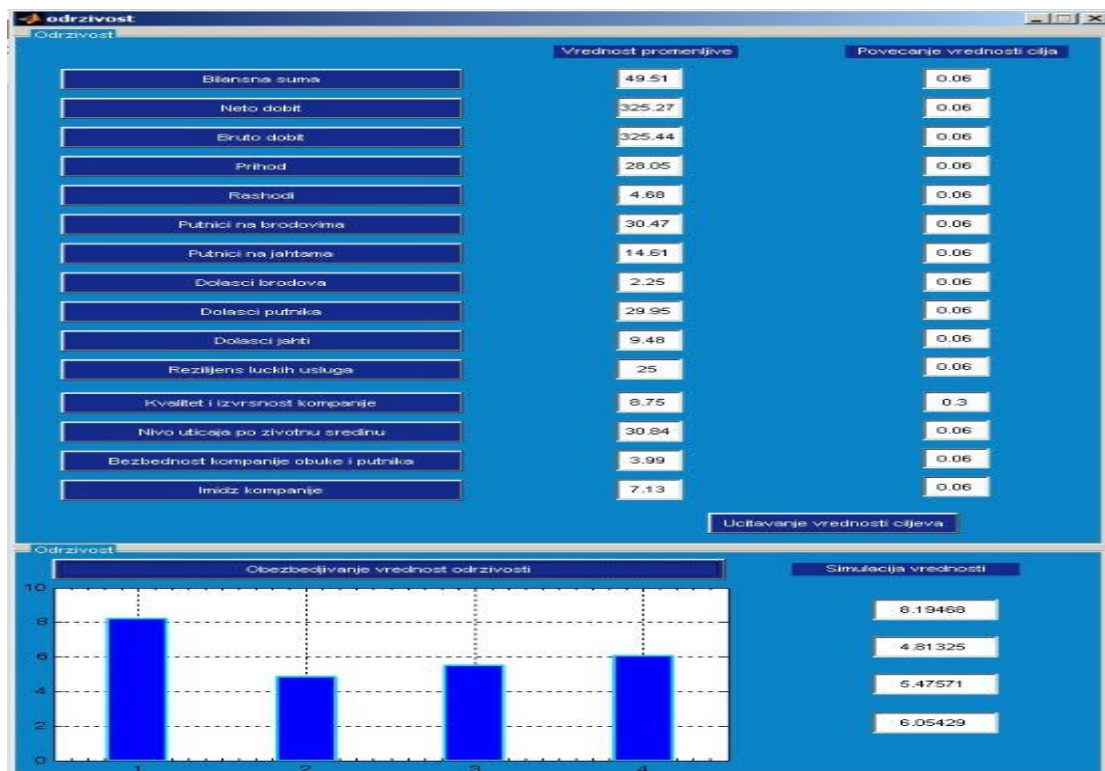 odrzivost
Odrzivost
Vrednost promenljive Povecanje vrednosti cilja
Bilansna suma 49.51 0.06
Neto dobit 325.27 0.06
Bruto dobit 325.44 0.06
Prihod 28.05 0.06
Rashodi 4.68 0.06
Putnici na brodovima 30.47 0.06
Putnici na jahtama 14.61 0.06
Dolasci brodova 2.25 0.06
Dolasci putnika 29.95 0.06
Dolasci jahti 9.48 0.06
Rezilijens luckih usluga 25 0.06
Kvalitet i izvrsnost kompanije 8.75 0.3
Nivo uticaja po zivotnu sredinu 30.84 0.06
Bezbednost kompanije obuke i putnika 3.99 0.06
Imidz kompanije 7.13 0.06
Ucitavanje vrednosti ciljeva
Odrzivost
Obezbedjivanje vrednost odrzivosti Simulacija vrednosti
10
8 8.19468
6 4.81325
4 5.47571
2 6.05429
0
1 2 3 4